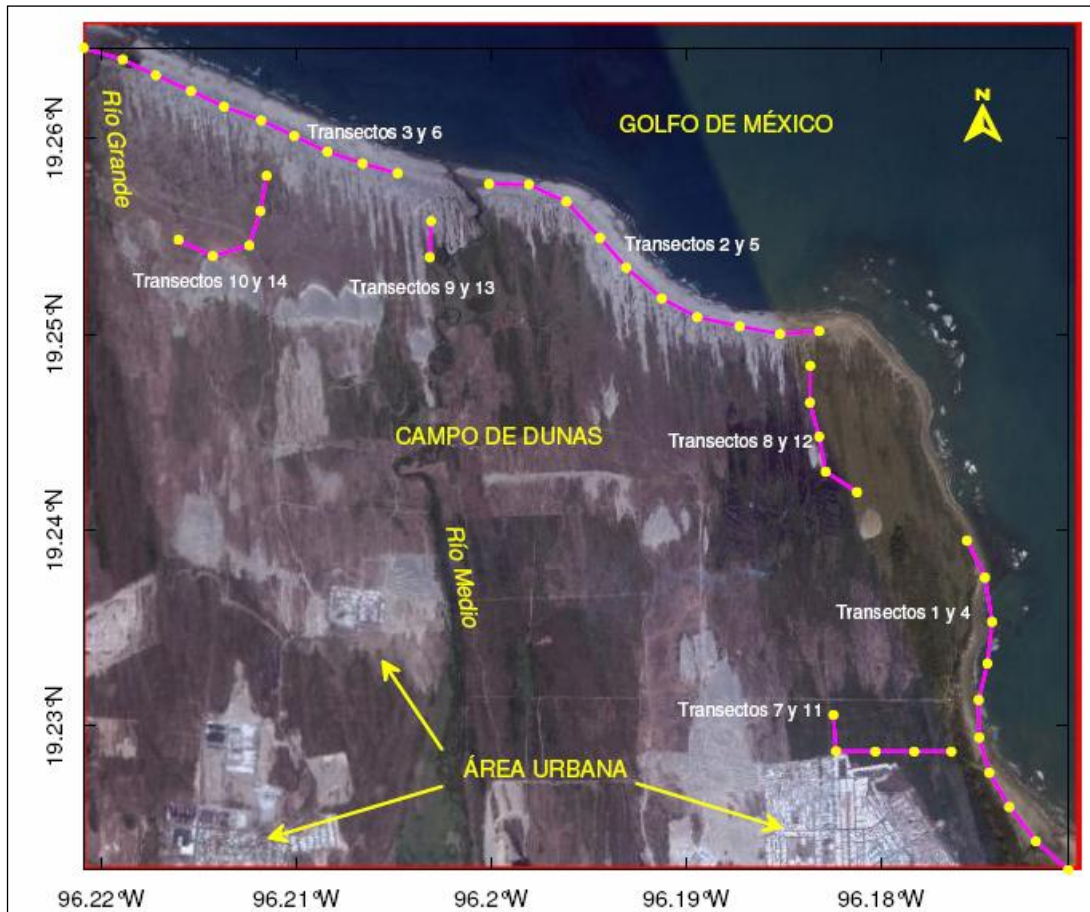 N
GOLFO DE MÉXICO
Río Grande
Transectos 3 y 6
19.26°N
Transectos 2 y 5
Transectos 10 y 14
Transectos 9 y 13
19.25°N
CAMPO DE DUNAS
Transectos 8 y 12
19.24°N
Río Medio
Transectos 1 y 4
Transectos 7 y 11
19.23°N
ÁREA URBANA
96.22°W
96.21°W
96.2°W
96.19°W
96.18°W